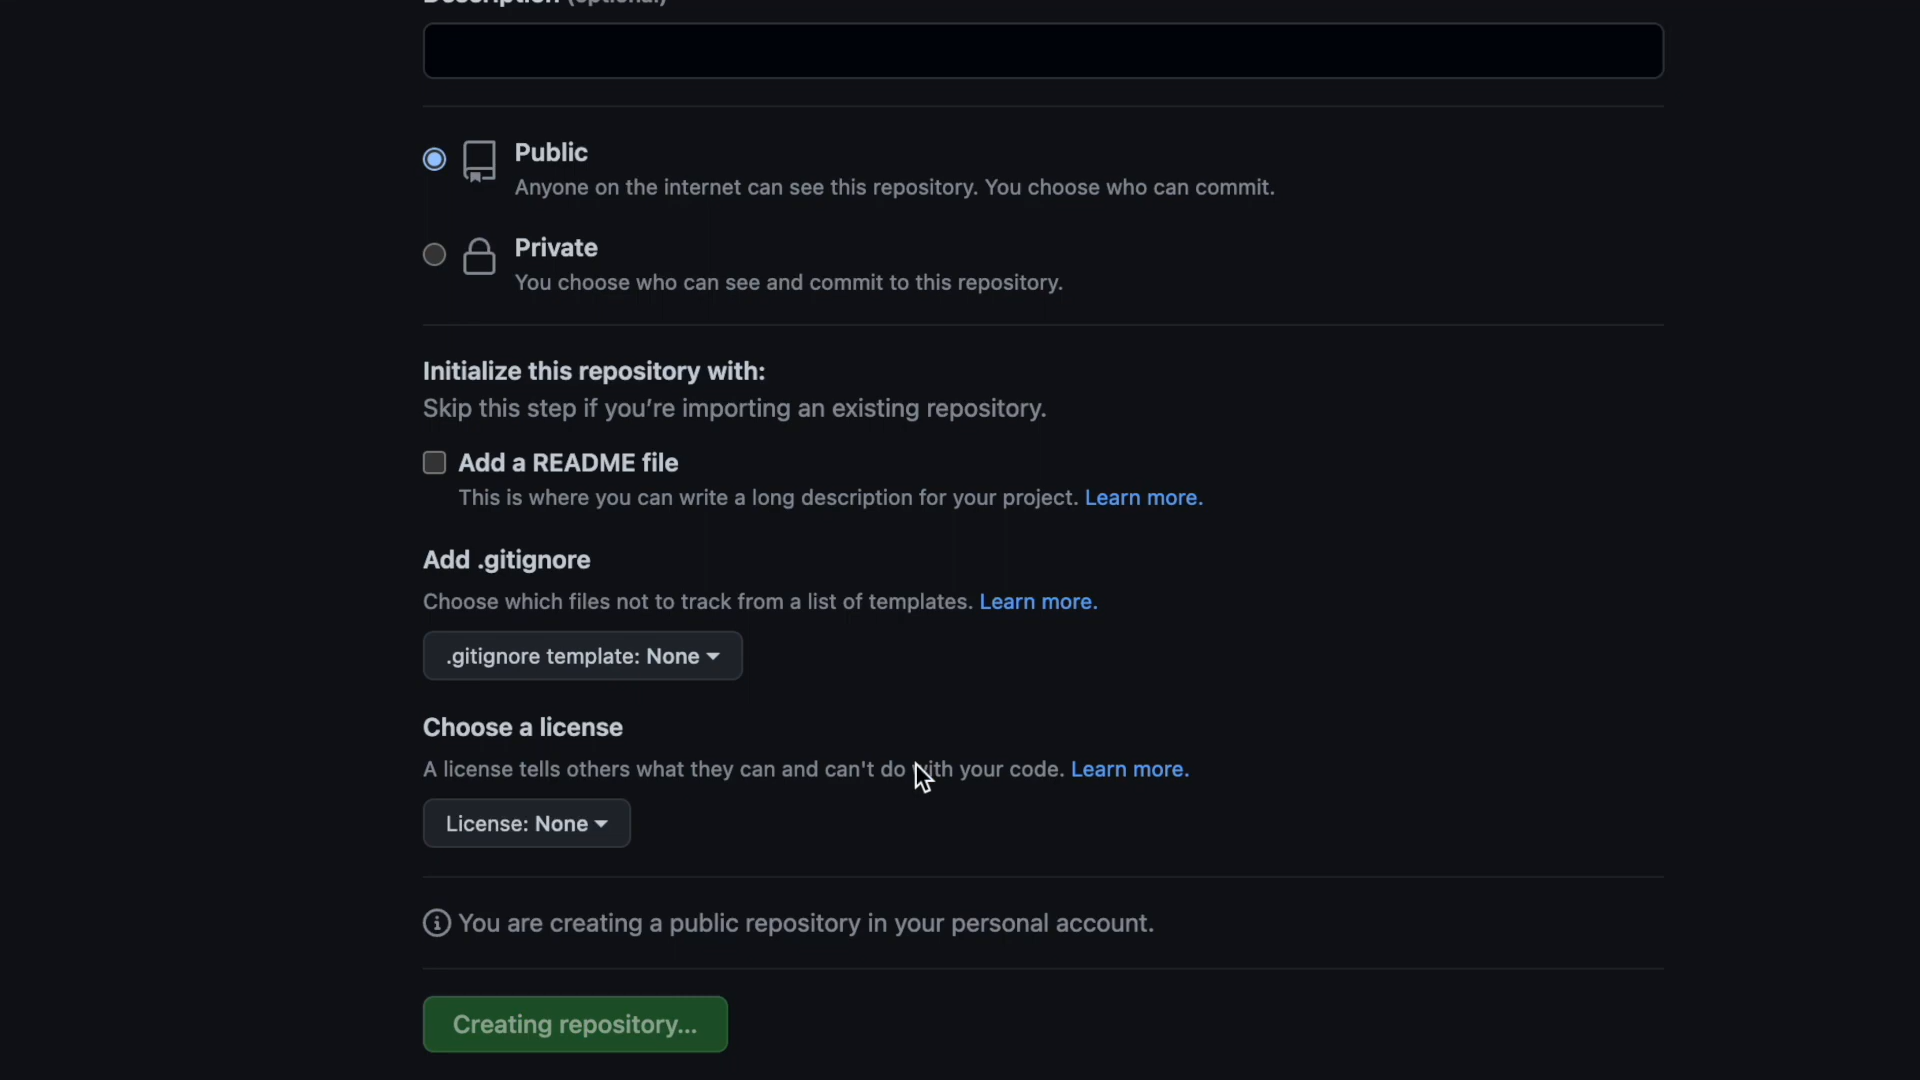 Description (optional)
Public
Anyone on the internet can see this repository. You choose who can commit.
Private
You choose who can see and commit to this repository.
Initialize this repository with:
Skip this step if you're importing an existing repository.
Add a README file
This is where you can write a long description for your project. Learn more.
Add .gitignore
Choose which files not to track from a list of templates. Learn more.
.gitignore template: None
Choose a license
A license tells others what they can and can't do with your code. Learn more.
License: None
You are creating a public repository in your personal account.
Creating repository...